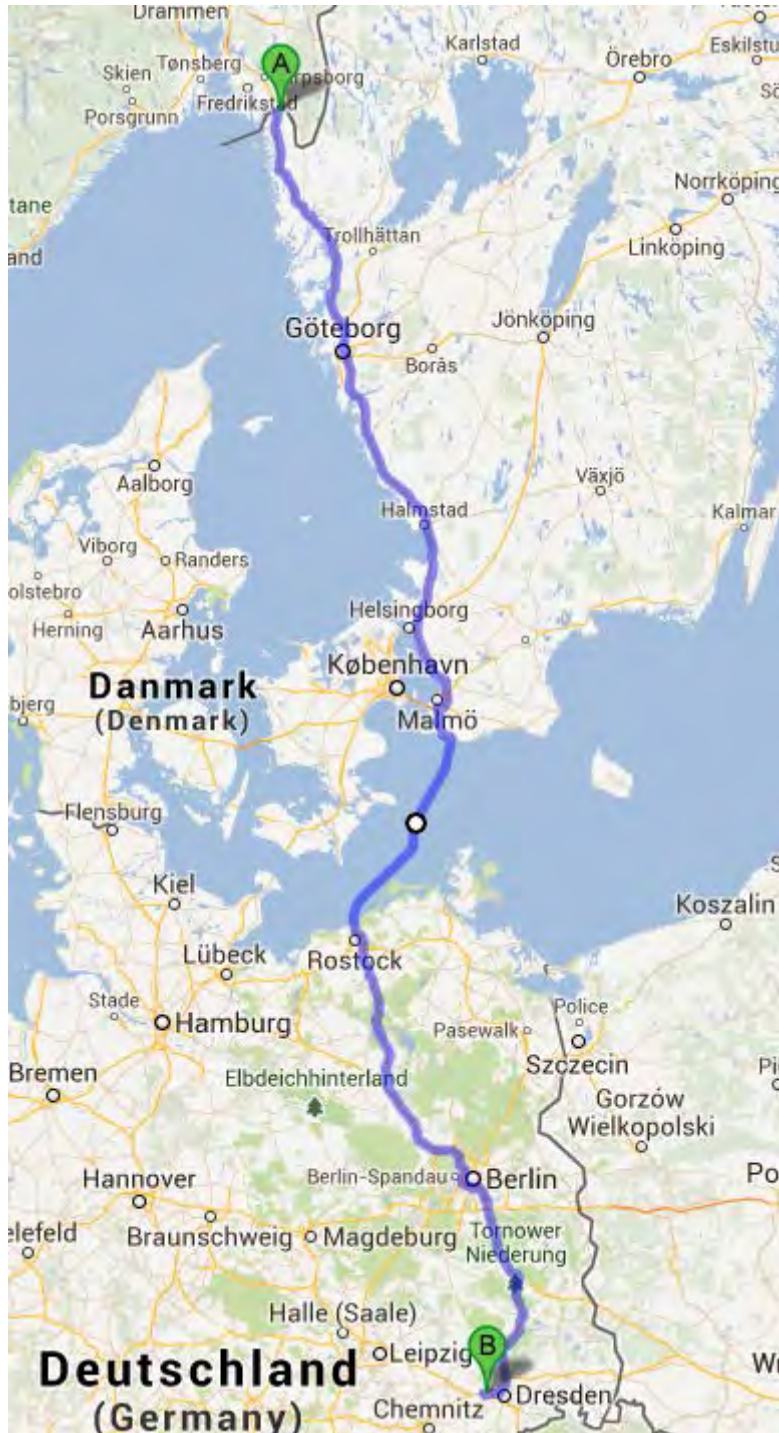 Drammen
Karlstad
Örebro
Eskilstu
Tønsberg
Skien
rpsborg
Fredrikstad
Porsgrunn
A
Norrköping
tane
Linköping
and
Trollhättan
Göteborg
Jönköping
Borås
Aalborg
Växjö
Halmstad
Kalmar
Viborg
Randers
olstebro
Herning
Aarhus
Helsingborg
København
Danmark
(Denmark)
Malmö
bjerg
Flensburg
Kiel
Koszalin
Lübeck
Rostock
Stade
Hamburg
Police
Pasewalk
Szczecin
Bremen
Elbdeichhinterland
Gorzów
Wielkopolski
Hannover
Berlin-Spandau
Berlin
Po
elefeld
Braunschweig
Magdeburg
Tornower
Niederung
Halle (Saale)
B
Leipzig
Deutschland
(Germany)
Dresden
Chemnitz